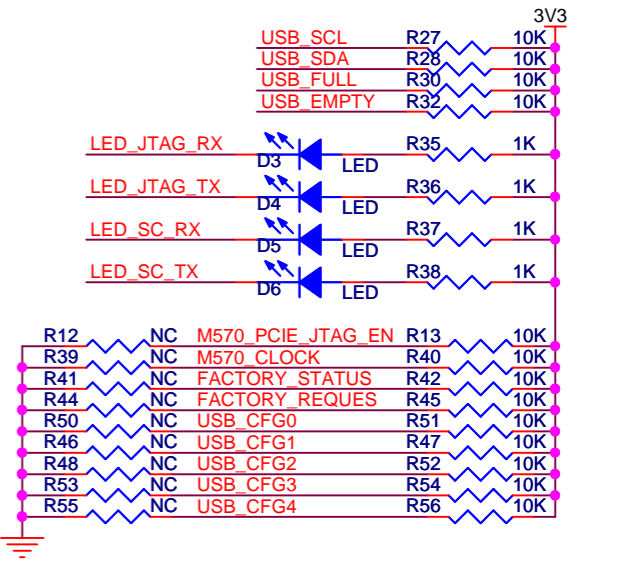 3V3
USB_SCL R27 10K
USB_SDA R28 10K
USB_FULL R30 10K
USB_EMPTY R32 10K
LED_JTAG_RX D3 LED R35 1K
LED_JTAG_TX D4 LED R36 1K
LED_SC_RX D5 LED R37 1K
LED_SC_TX D6 LED R38 1K
R12 NC M570_PCIE_JTAG_EN R13 10K
R39 NC M570_CLOCK R40 10K
R41 NC FACTORY_STATUS R42 10K
R44 NC FACTORY_REQUES R45 10K
R50 NC USB_CFG0 R51 10K
R46 NC USB_CFG1 R47 10K
R48 NC USB_CFG2 R52 10K
R53 NC USB_CFG3 R54 10K
R55 NC USB_CFG4 R56 10K